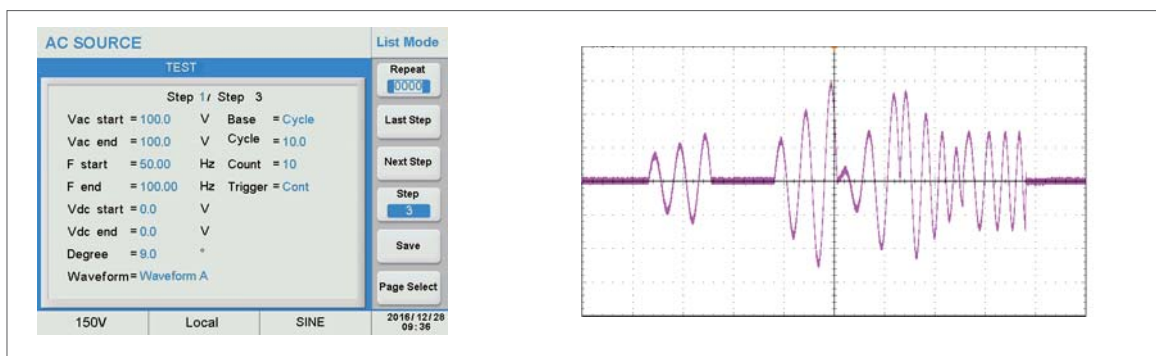 AC SOURCE
List Mode
TEST
Step 1/ Step 3
Vac start = 100.0 V Base = Cycle
Vac end = 100.0 V Cycle = 10.0
F start = 50.00 Hz Count = 10
F end = 100.00 Hz Trigger = Cont
Vdc start = 0.0 V
Vdc end = 0.0 V
Degree = 9.0 °
Waveform = Waveform A
Repeat
0000
Last Step
Next Step
Step
3
Save
Page Select
150V Local SINE
2016/12/28
09:36